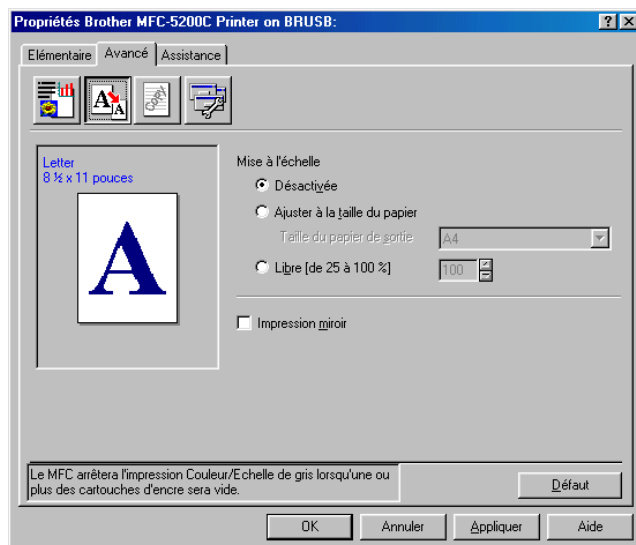 Propriétés Brother MFC-5200C Printer on BRUSB:
Elémentaire Avancé Assistance
A A COPY
Letter
8 ½ x 11 pouces
A
Mise à l'échelle
Désactivée
Ajuster à la taille du papier
Taille du papier de sortie A4
Libre [de 25 à 100 %] 100
Impression miroir
Le MFC arrêtera l'impression Couleur/Echelle de gris lorsqu'une ou
plus des cartouches d'encre sera vide.
Défaut
OK Annuler Appliquer Aide